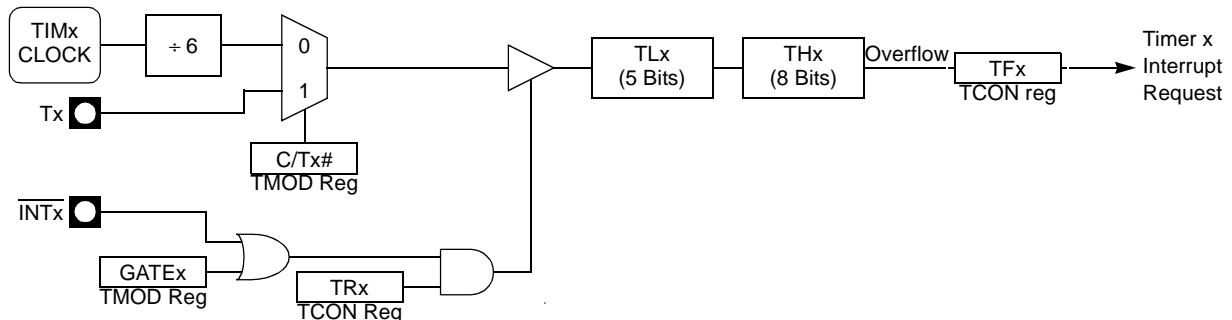 TIMx
CLOCK
÷ 6
0
1
Tx
C/Tx#
TMOD Reg
TLx
(5 Bits)
THx
(8 Bits)
Overflow
TFx
TCON reg
Timer x
Interrupt
Request
INTx
GATEx
TMOD Reg
TRx
TCON Reg